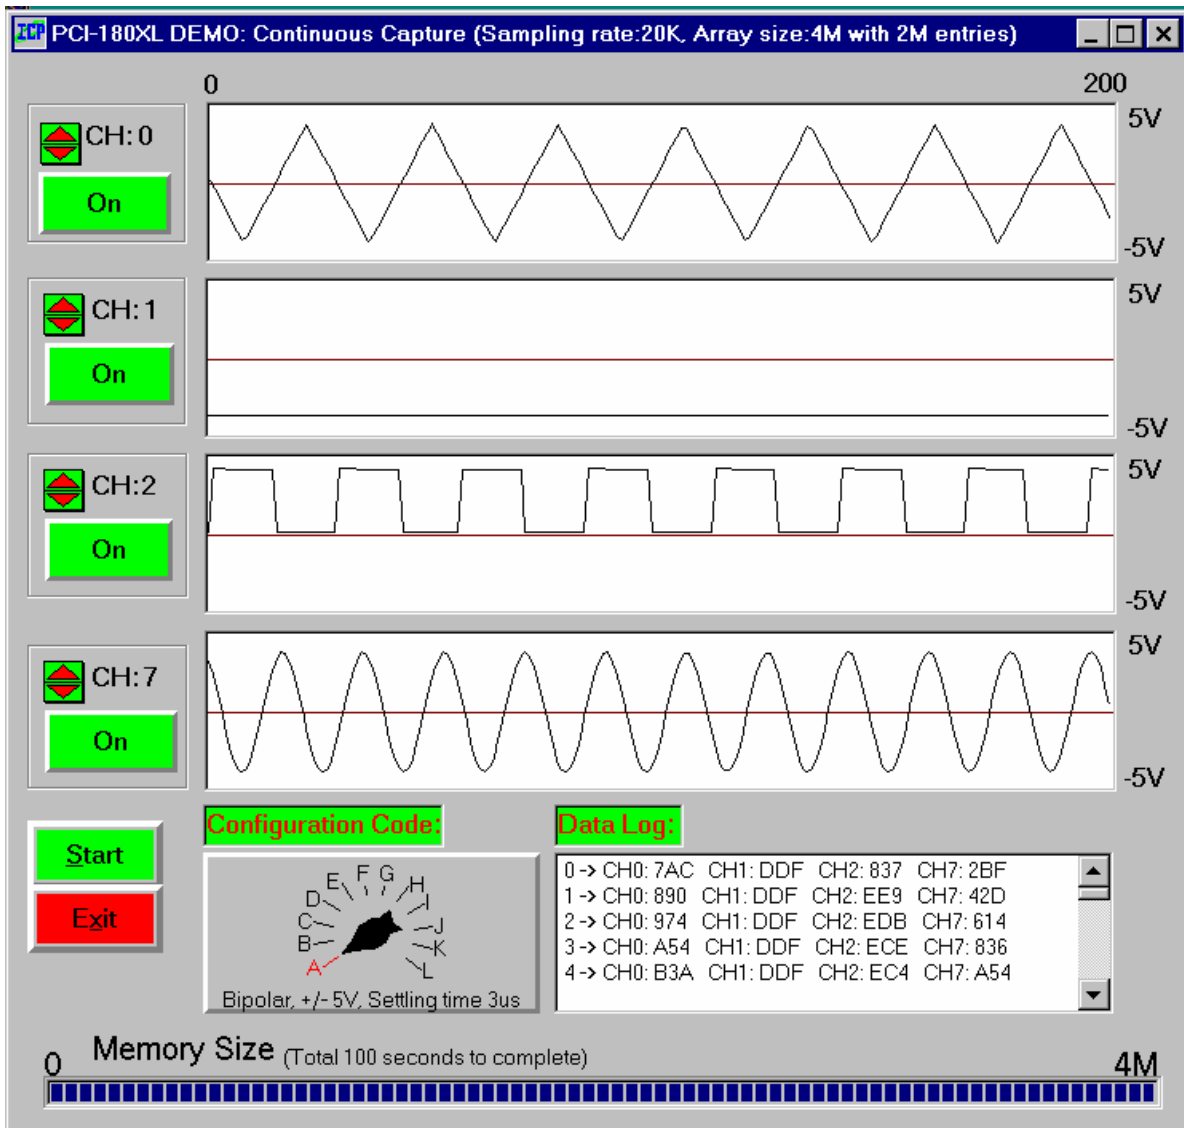 ICP PCI-180XL DEMO: Continuous Capture (Sampling rate:20K, Array size:4M with 2M entries)
0 200
CH:0
On
5V
-5V
CH:1
On
5V
-5V
CH:2
On
5V
-5V
CH:7
On
5V
-5V
Start
Exit
Configuration Code:
A
B
C
D
E
F
G
H
I
J
K
L
Bipolar, +/-5V, Settling time 3us
Data Log:
0-> CH0: 7AC CH1: DDF CH2: 837 CH7: 2BF
1-> CH0: 890 CH1: DDF CH2: EE9 CH7: 42D
2-> CH0: 974 CH1: DDF CH2: EDB CH7: 614
3-> CH0: A54 CH1: DDF CH2: ECE CH7: 836
4-> CH0: B3A CH1: DDF CH2: EC4 CH7: A54
0 Memory Size (Total 100 seconds to complete) 4M